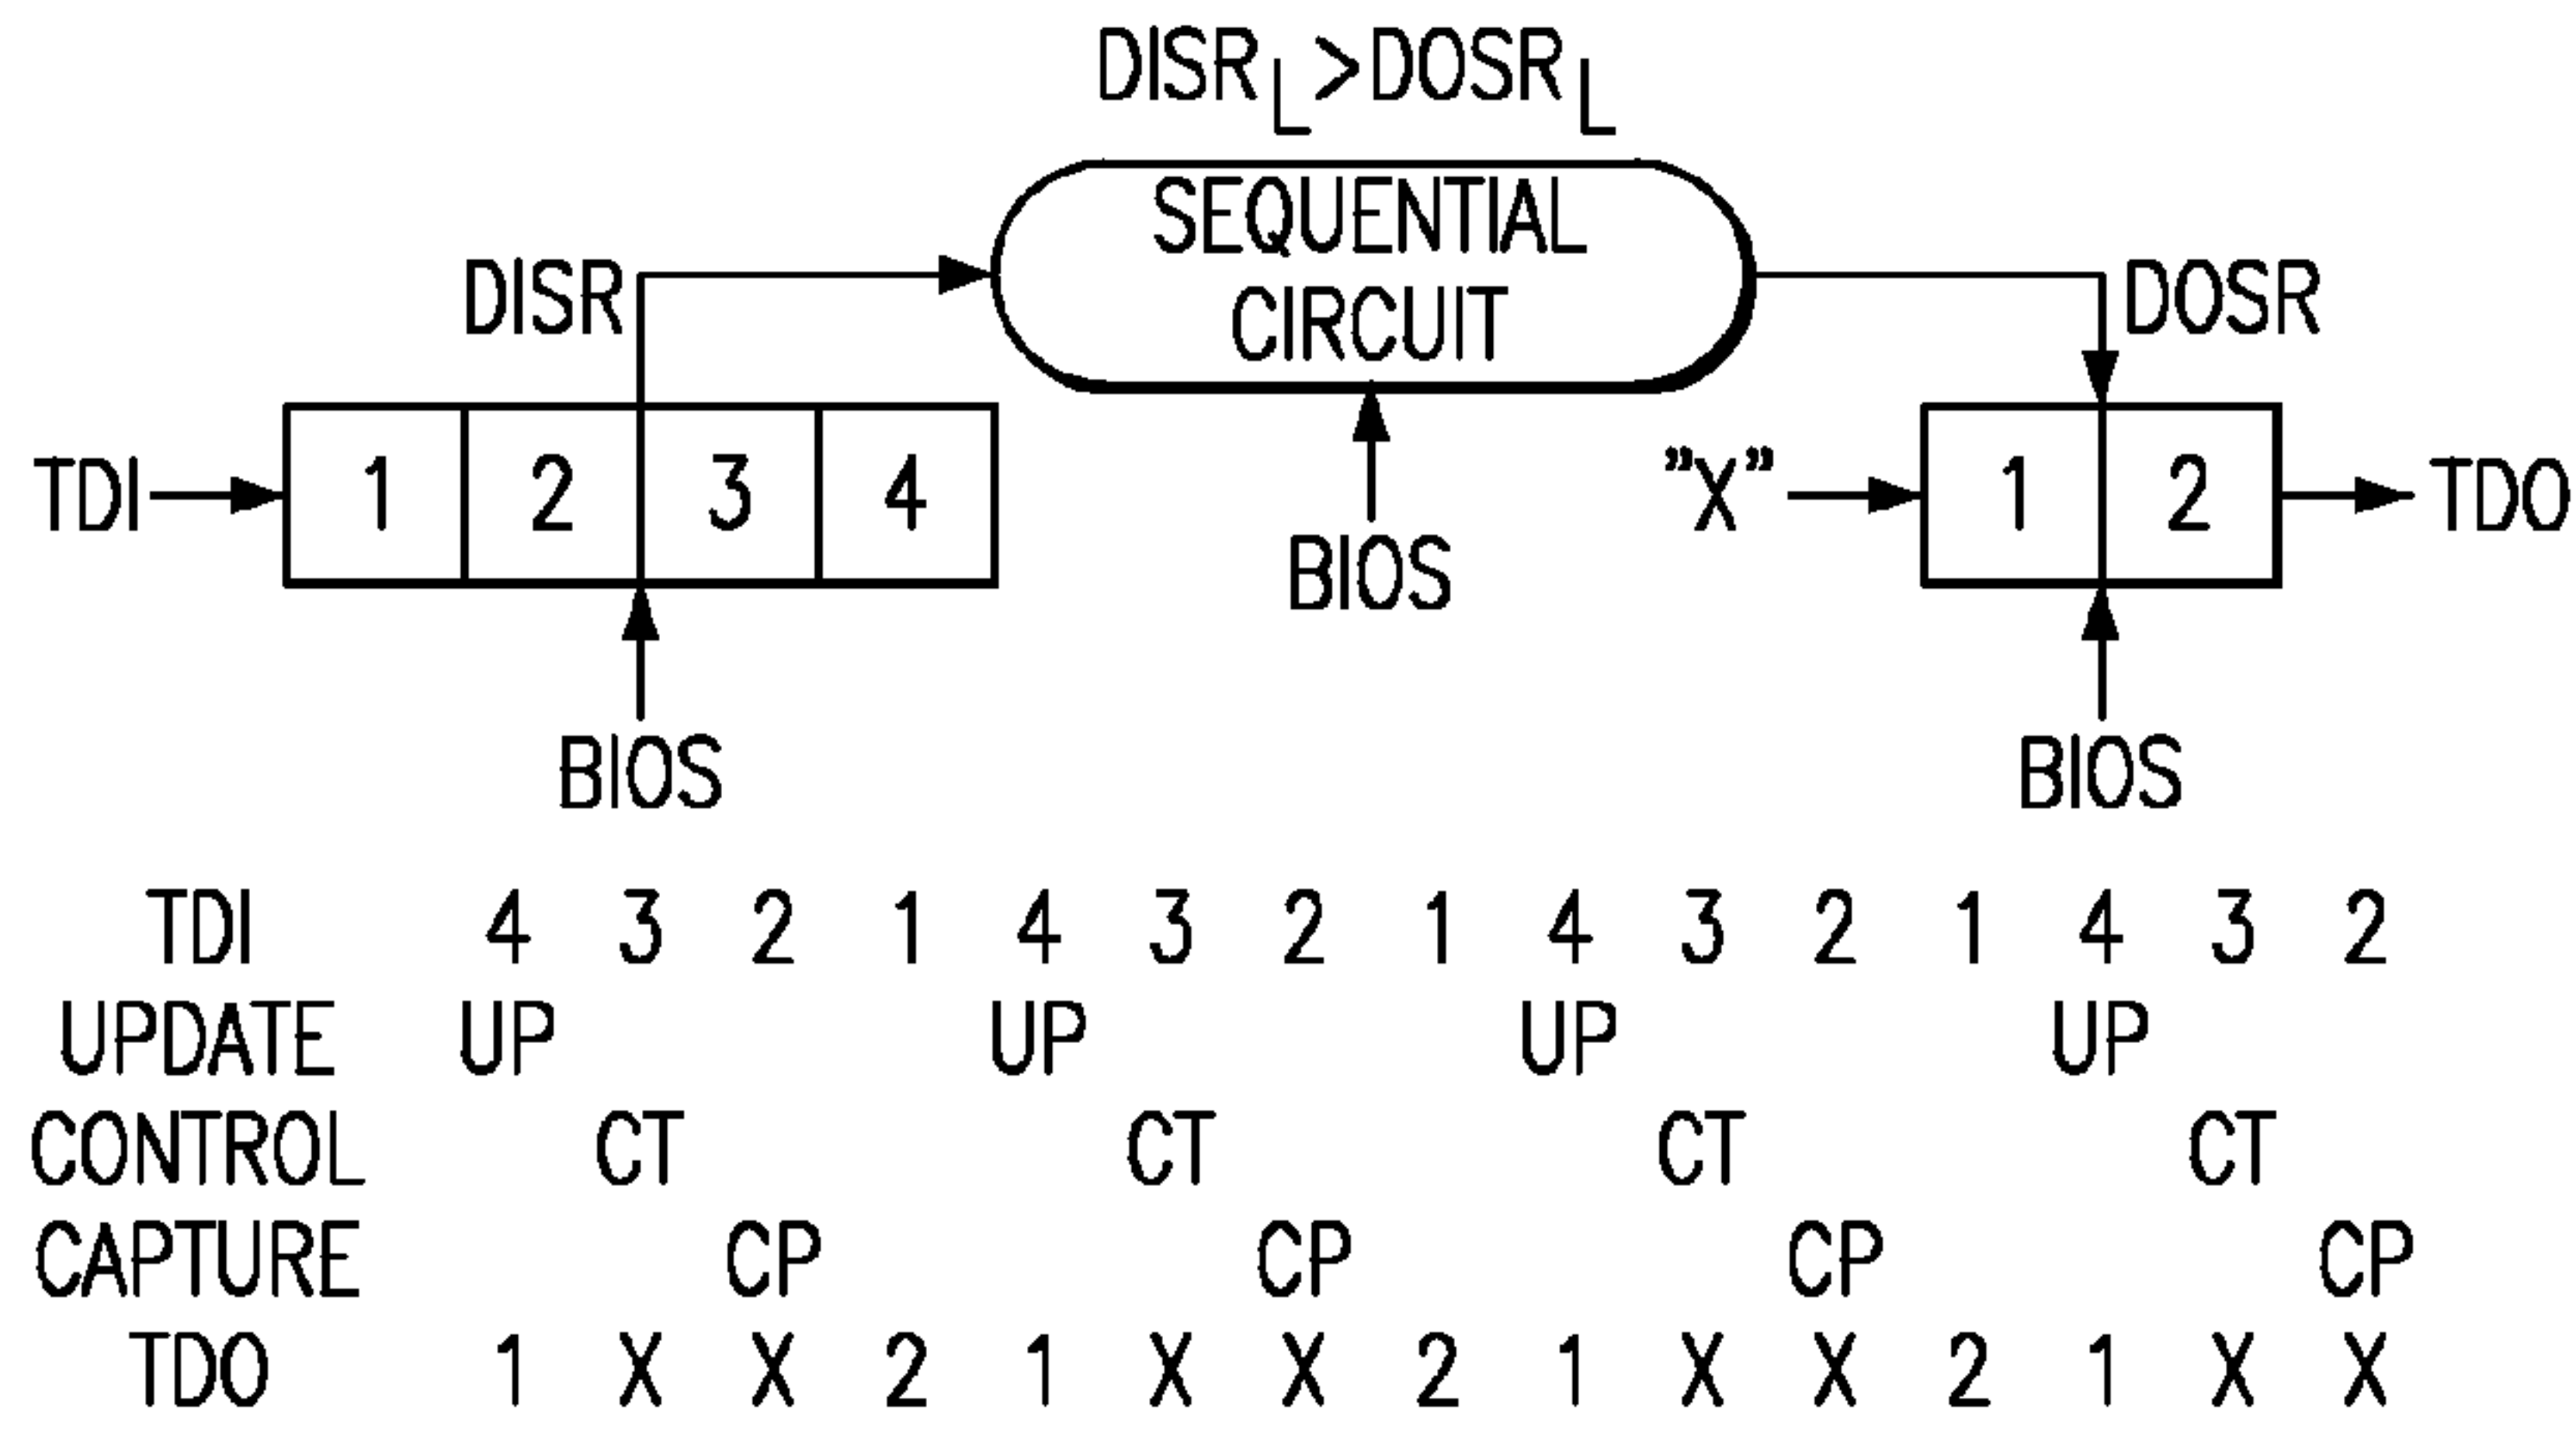 DISR_L>DOSR_L
SEQUENTIAL
CIRCUIT
DISR
DOSR
TDI
1 2 3 4
"X"
1 2
TDO
BIOS
BIOS
BIOS
TDI 4 3 2 1 4 3 2 1 4 3 2 1 4 3 2
UPDATE UP UP UP UP
CONTROL CT CT CT CT
CAPTURE CP CP CP CP
TDO 1 X X 2 1 X X 2 1 X X 2 1 X X